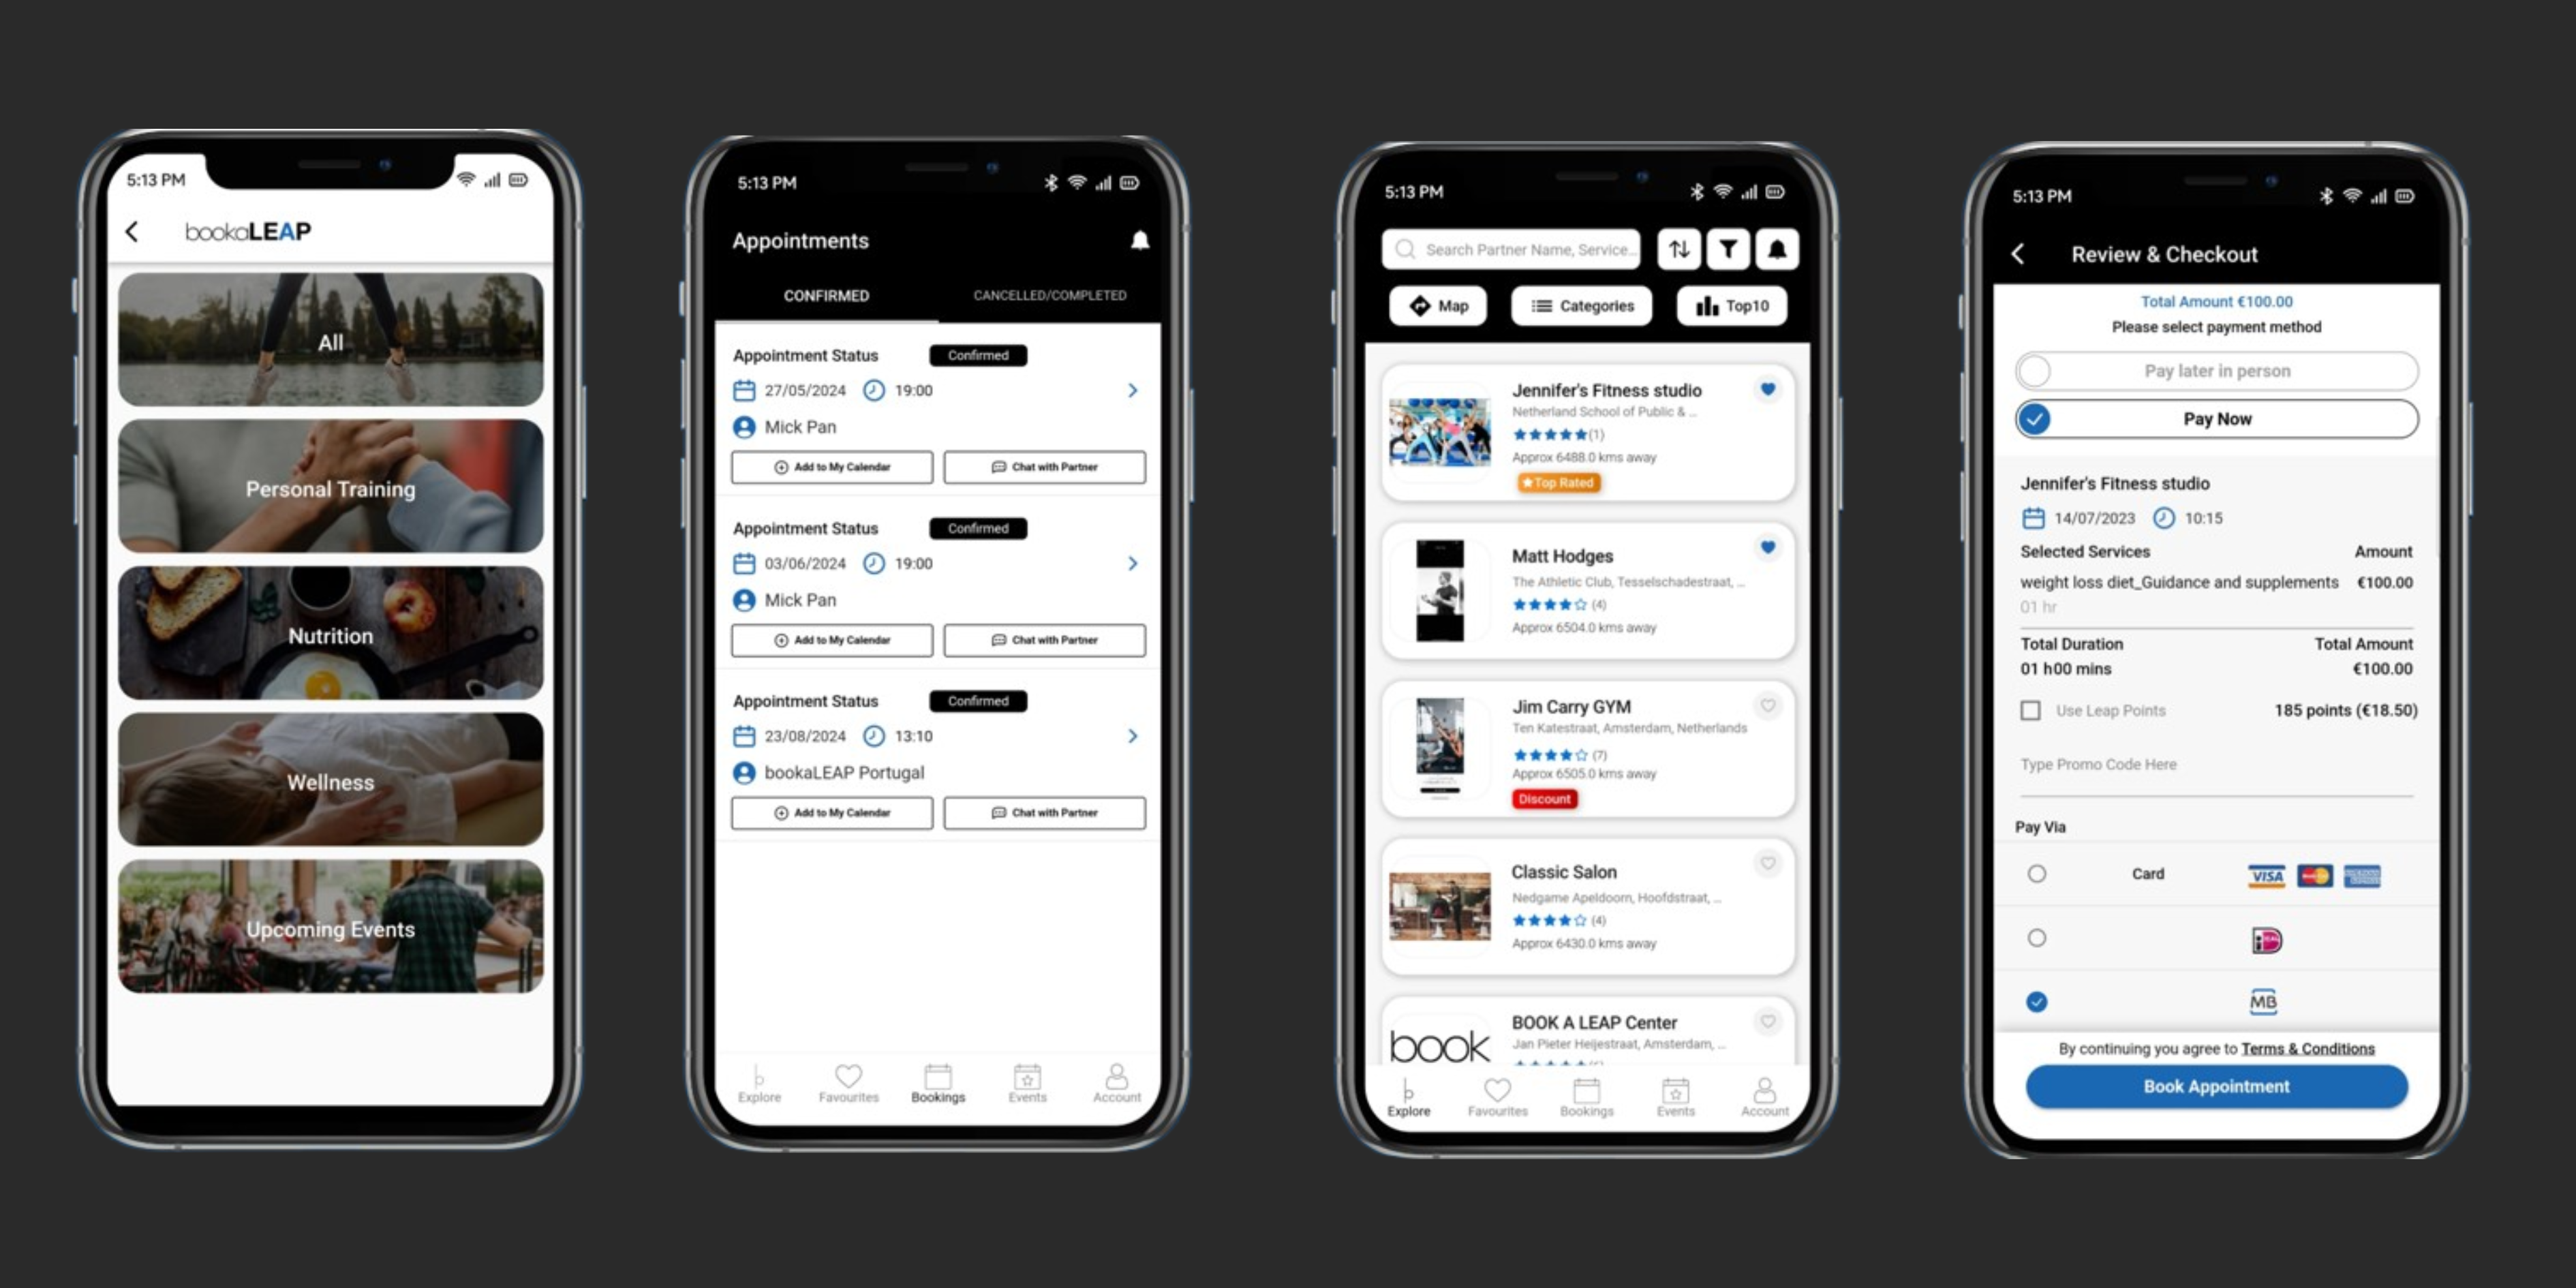 5:13 PM
bookaLEAP
All
Personal Training
Nutrition
Wellness
Upcoming Events
5:13 PM
Appointments
CONFIRMED CANCELLED/COMPLETED
Appointment Status Confirmed
27/05/2024 19:00
Mick Pan
Add to My Calendar Chat with Partner
Appointment Status Confirmed
03/06/2024 19:00
Mick Pan
Add to My Calendar Chat with Partner
Appointment Status Confirmed
23/08/2024 13:10
bookaLEAP Portugal
Add to My Calendar Chat with Partner
Explore Favourites Bookings Events Account
5:13 PM
Search Partner Name, Service...
Map Categories Top10
Jennifer's Fitness studio
Netherland School of Public & ...
(1)
Approx 6488.0 kms away
Top Rated
Matt Hodges
The Athletic Club, Tesselschadestraat, ...
(4)
Approx 6504.0 kms away
Jim Carry GYM
Ten Katestraat, Amsterdam, Netherlands
(7)
Approx 6505.0 kms away
Discount
Classic Salon
Nedgame Apeldoorn, Hoofdstraat, ...
(4)
Approx 6430.0 kms away
book
BOOK A LEAP Center
Jan Pieter Heijestraat, Amsterdam, ...
Explore Favourites Bookings Events Account
5:13 PM
Review & Checkout
Total Amount €100.00
Please select payment method
Pay later in person
Pay Now
Jennifer's Fitness studio
14/07/2023 10:15
Selected Services Amount
weight loss diet_Guidance and supplements €100.00
01 hr
Total Duration Total Amount
01 h00 mins €100.00
Use Leap Points 185 points (€18.50)
Type Promo Code Here
Pay Via
Card VISA
MB
By continuing you agree to Terms & Conditions
Book Appointment